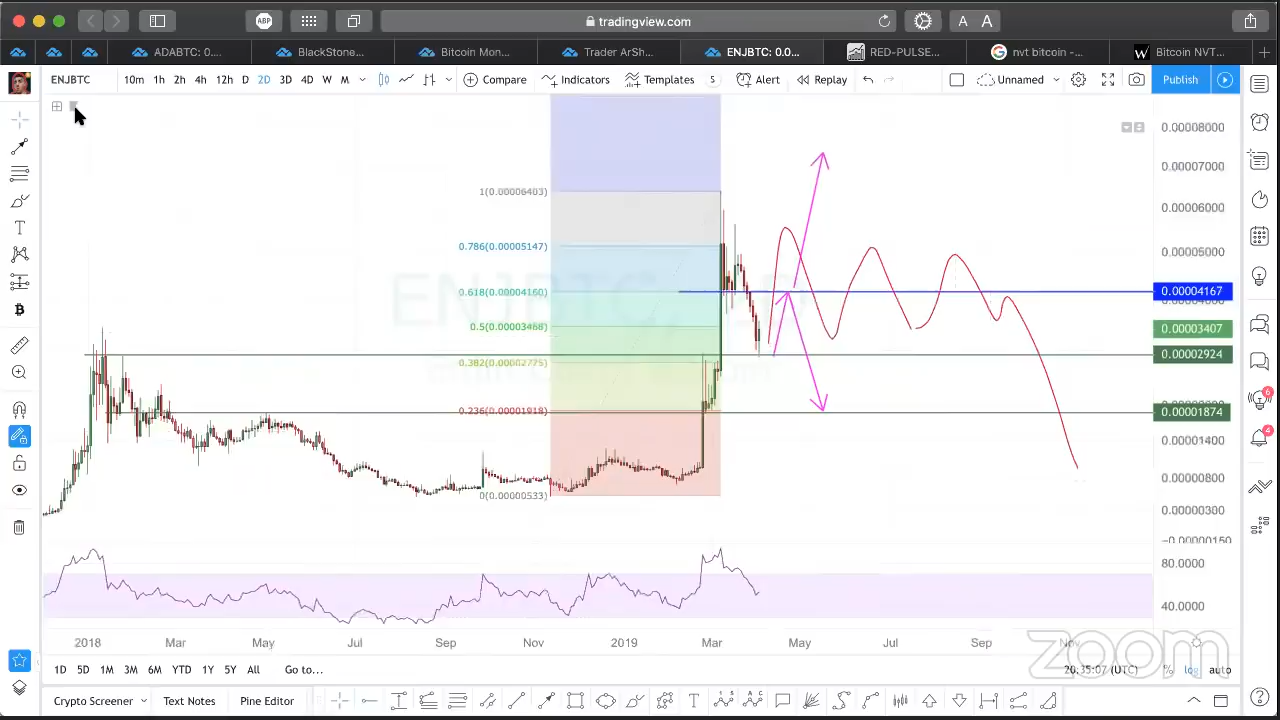 tradingview.com
ABP
A A
ADABTC: 0....
BlackStone...
Bitcoin Mon...
Trader ArSh...
ENJBTC: 0.0...
RED-PULSE...
nvt bitcoin -...
Bitcoin NVT...
ENJBTC 10m 1h 2h 4h 12h D 2D 3D 4D W M Compare Indicators Templates S Alert Replay Unnamed Publish
0.00008000
0.00007000
1(0.00006403)
0.00006000
0.786(0.00005147)
0.00005000
0.618(0.00004160)
0.00004167
0.5(0.00003468)
0.00003407
0.00002924
0.382(0.00002775)
0.236(0.00001918)
0.00001874
0.00001400
0.00000800
0(0.00000533)
0.00000300
-0.00000150
80.0000
40.0000
2018 Mar May Jul Sep Nov 2019 Mar May Jul Sep Nov
zoom
1D 5D 1M 3M 6M YTD 1Y 5Y All Go to...
20:35:07 (UTC) % log auto
Crypto Screener Text Notes Pine Editor
6
4